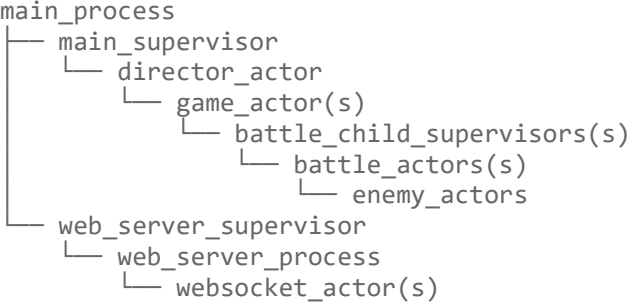 main_process
├── main_supervisor
│   └── director_actor
│       └── game_actor(s)
│           └── battle_child_supervisors(s)
│               └── battle_actors(s)
│                   └── enemy_actors
└── web_server_supervisor
    └── web_server_process
        └── websocket_actor(s)